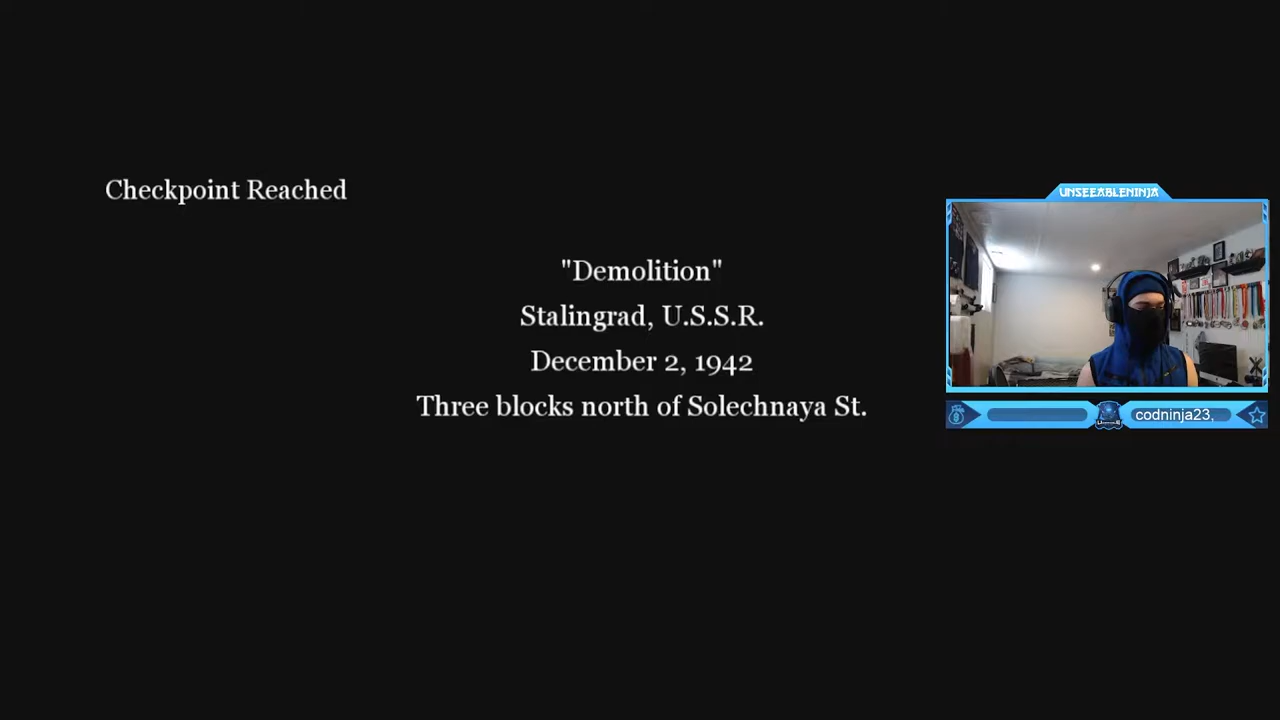 Checkpoint Reached
"Demolition"
Stalingrad, U.S.S.R.
December 2, 1942
Three blocks north of Solechnaya St.
UNSEEABLENINJA
codninja23,